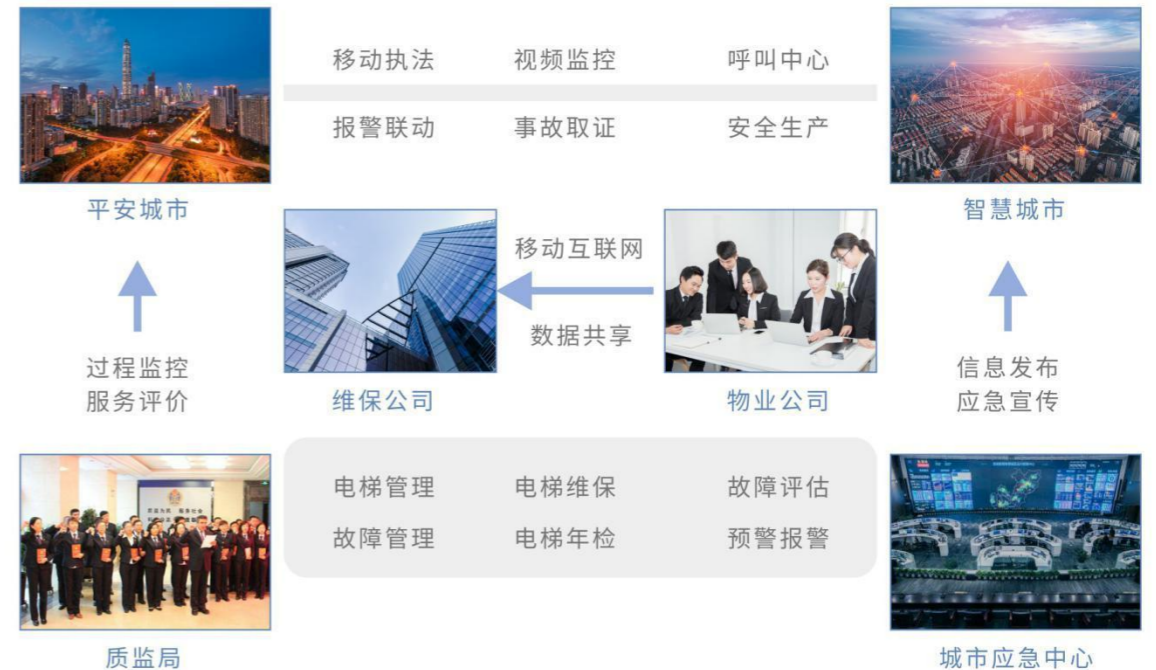 移动执法 视频监控 呼叫中心
报警联动 事故取证 安全生产
平安城市
智慧城市
移动互联网
数据共享
过程监控
服务评价
信息发布
应急宣传
维保公司
物业公司
电梯管理 电梯维保 故障评估
故障管理 电梯年检 预警报警
质监局
城市应急中心